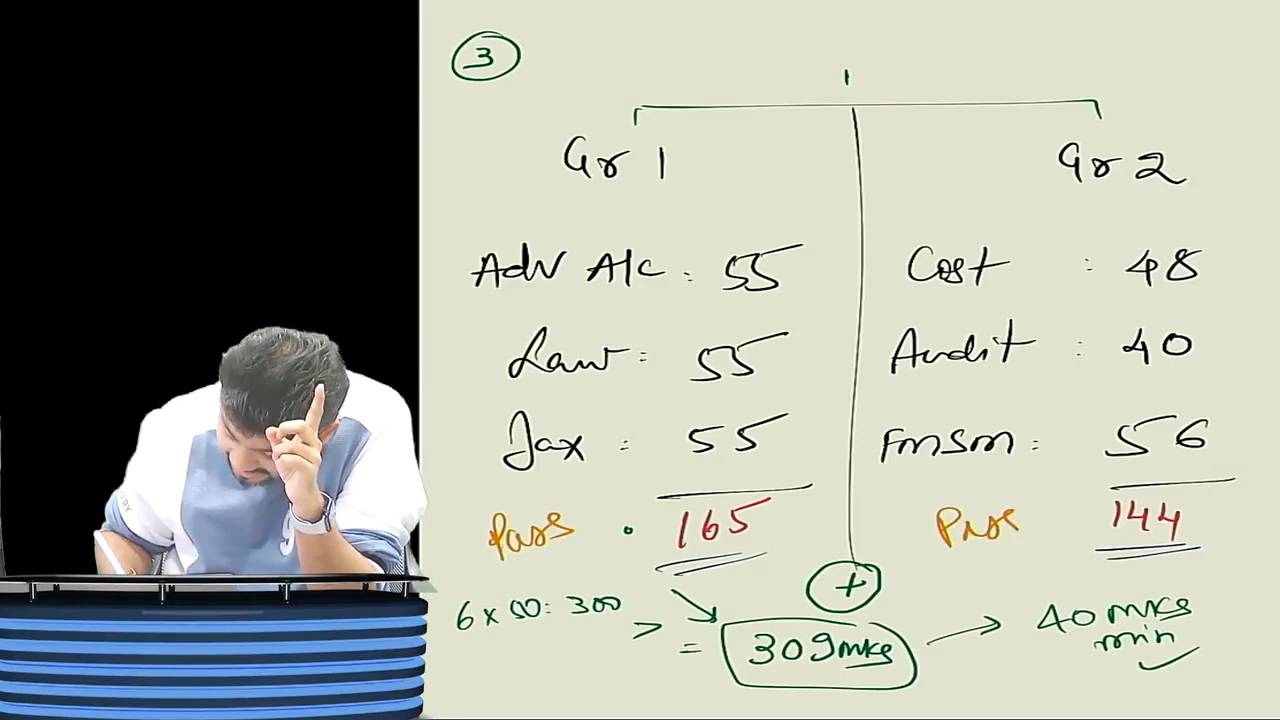 3
Gr 1
Gr 2
Adv A/c : 55
Cost : 48
Law : 55
Audit : 40
Tax : 55
FMSM : 56
Pass . 165
Pass 144
+
6 x 50 : 300 > = 309 mks → 40 mks
min ✓